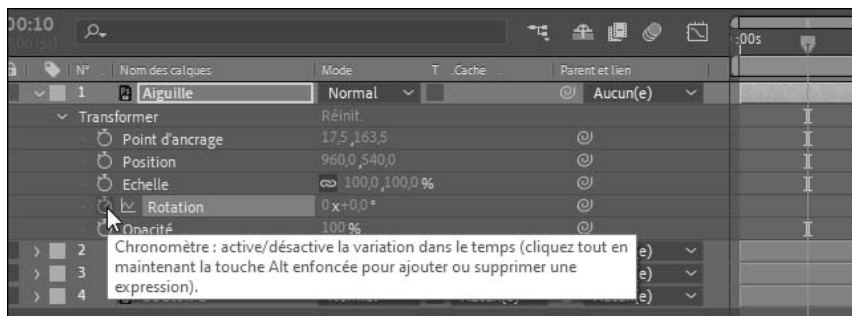 00:10
:00s
N° . Nom des calques Mode T .Cache Parent et lien
1 Aiguille Normal Aucun(e)
Transformer Réinit.
Point d'ancrage 17,5 ,163,5
Position 960,0 ,540,0
Echelle 100,0 ,100,0 %
Rotation 0 x+0,0 °
Opacité 100 %
2 e)
3 e)
4
Chronomètre : active/désactive la variation dans le temps (cliquez tout en
maintenant la touche Alt enfoncée pour ajouter ou supprimer une
expression).